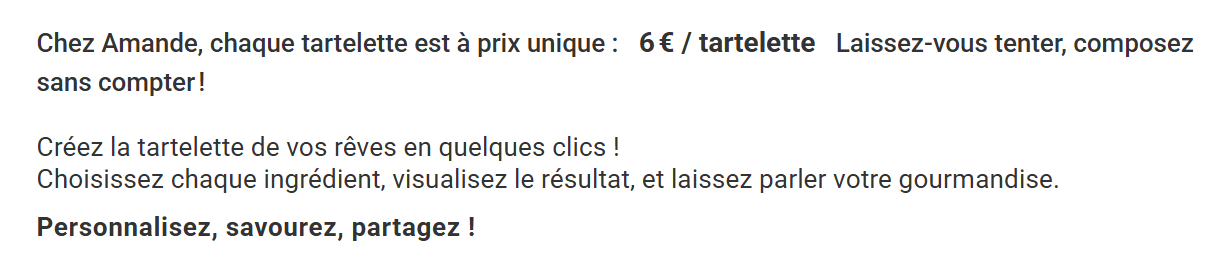 Chez Amande, chaque tartelette est à prix unique : 6 € / tartelette Laissez-vous tenter, composez
sans compter !
Créez la tartelette de vos rêves en quelques clics !
Choisissez chaque ingrédient, visualisez le résultat, et laissez parler votre gourmandise.
Personnalisez, savourez, partagez !